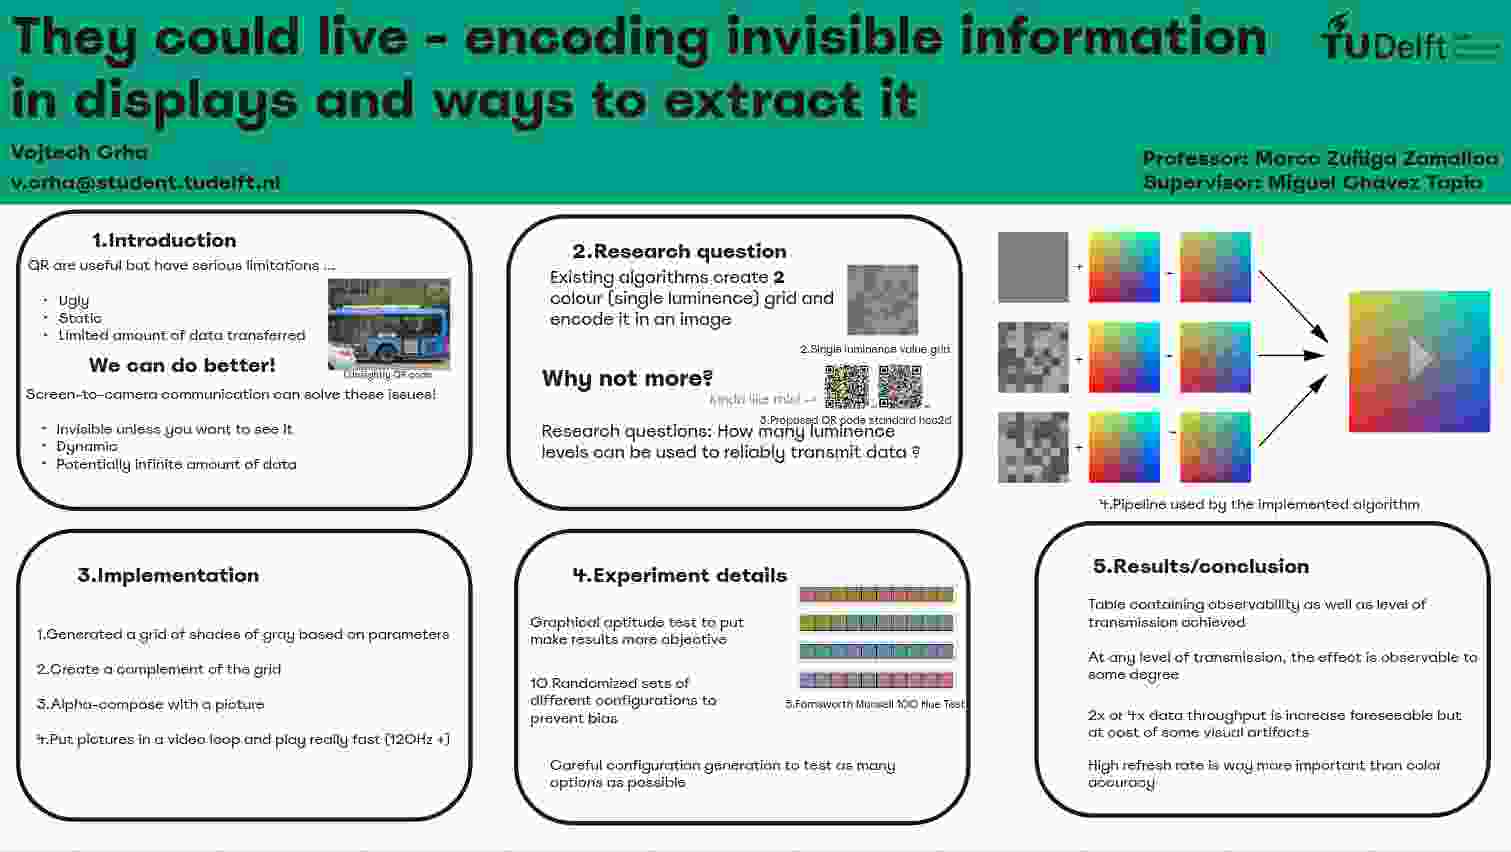 They could live - encoding invisible information
in displays and ways to extract it
TUDelft
Vojtech Crha
v.crha@student.tudelft.nl
Professor: Marco Zuñiga Zamalloa
Supervisor: Miguel Chavez Tapia
1.Introduction
QR are useful but have serious limitations ...
• Ugly
• Static
• Limited amount of data transferred
1.Unsightly QR code
We can do better!
Screen-to-camera communication can solve those issues!
• Invisible unless you want to see it
• Dynamic
• Potentially infinite amount of data
2.Research question
Existing algorithms create 2
colour (single luminence) grid and
encode it in an image
2.Single luminence value grid
Why not more?
Kinda like this! ->
3.Proposed QR code standard hcc2d
Research questions: How many luminence
levels can be used to reliably transmit data ?
+
-
+
-
+
-
4.Pipeline used by the implemented algorithm
3.Implementation
1.Generated a grid of shades of gray based on parameters
2.Create a complement of the grid
3.Alpha-compose with a picture
4.Put pictures in a video loop and play really fast (120Hz +)
4.Experiment details
Graphical aptitude test to put
make results more objective
10 Randomized sets of
different configurations to
prevent bias
5.Farnsworth Munsell 100 Hue Test
Careful configuration generation to test as many
options as possible
5.Results/conclusion
Table containing observability as well as level of
transmission achieved
At any level of transmission, the effect is observable to
some degree
2x or 4x data throughput is increase foreseeable but
at cost of some visual artifacts
High refresh rate is way more important than color
accuracy